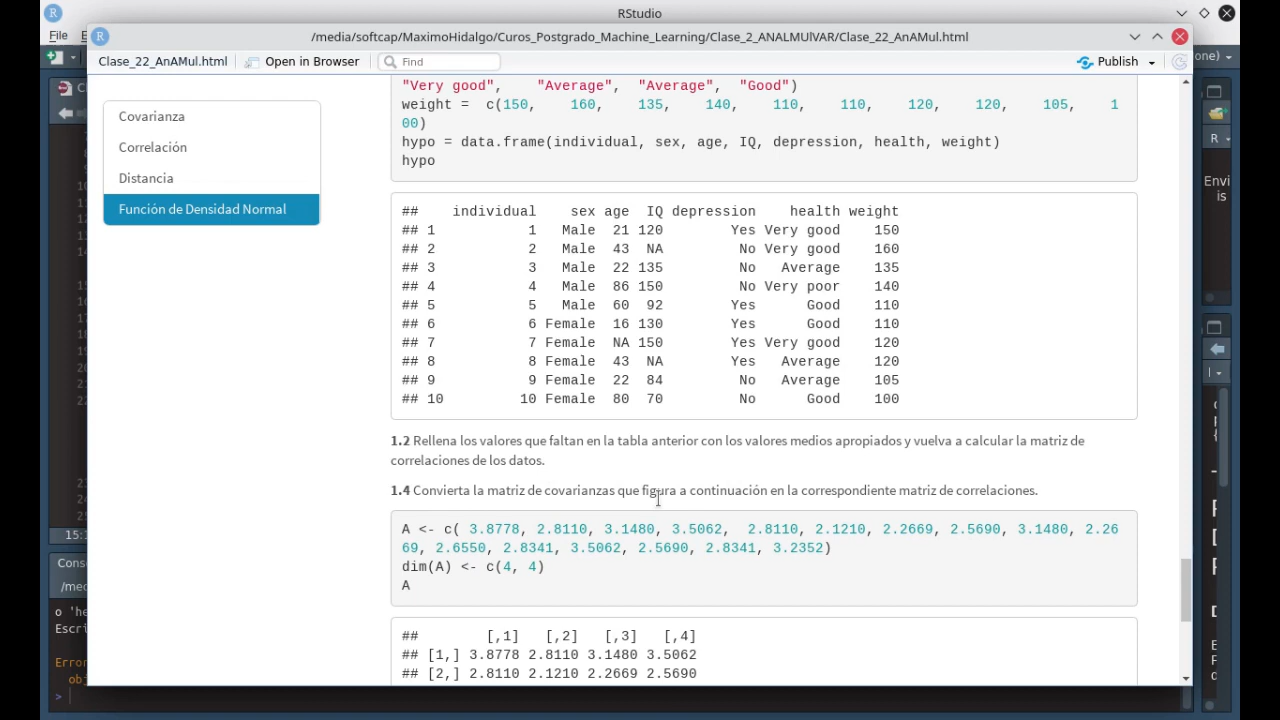 RStudio
File
/media/softcap/MaximoHidalgo/Curos_Postgrado_Machine_Learning/Clase_2_ANALMUlVAR/Clase_22_AnAMul.html
Clase_22_AnAMul.html
Open in Browser
Find
Publish
one)
Covarianza
Correlación
Distancia
Función de Densidad Normal
"Very good", "Average", "Average", "Good")
weight = c(150, 160, 135, 140, 110, 110, 120, 120, 105, 1
00)
hypo = data.frame(individual, sex, age, IQ, depression, health, weight)
hypo
## individual sex age IQ depression health weight
## 1 1 Male 21 120 Yes Very good 150
## 2 2 Male 43 NA No Very good 160
## 3 3 Male 22 135 No Average 135
## 4 4 Male 86 150 No Very poor 140
## 5 5 Male 60 92 Yes Good 110
## 6 6 Female 16 130 Yes Good 110
## 7 7 Female NA 150 Yes Very good 120
## 8 8 Female 43 NA Yes Average 120
## 9 9 Female 22 84 No Average 105
## 10 10 Female 80 70 No Good 100
1.2 Rellena los valores que faltan en la tabla anterior con los valores medios apropiados y vuelva a calcular la matriz de
correlaciones de los datos.
1.4 Convierta la matriz de covarianzas que figura a continuación en la correspondiente matriz de correlaciones.
A <- c( 3.8778, 2.8110, 3.1480, 3.5062, 2.8110, 2.1210, 2.2669, 2.5690, 3.1480, 2.26
69, 2.6550, 2.8341, 3.5062, 2.5690, 2.8341, 3.2352)
dim(A) <- c(4, 4)
A
## [,1] [,2] [,3] [,4]
## [1,] 3.8778 2.8110 3.1480 3.5062
## [2,] 2.8110 2.1210 2.2669 2.5690
R
Envi
is
15:
Cons
/med
o 'he
Escri
Error
ob
>